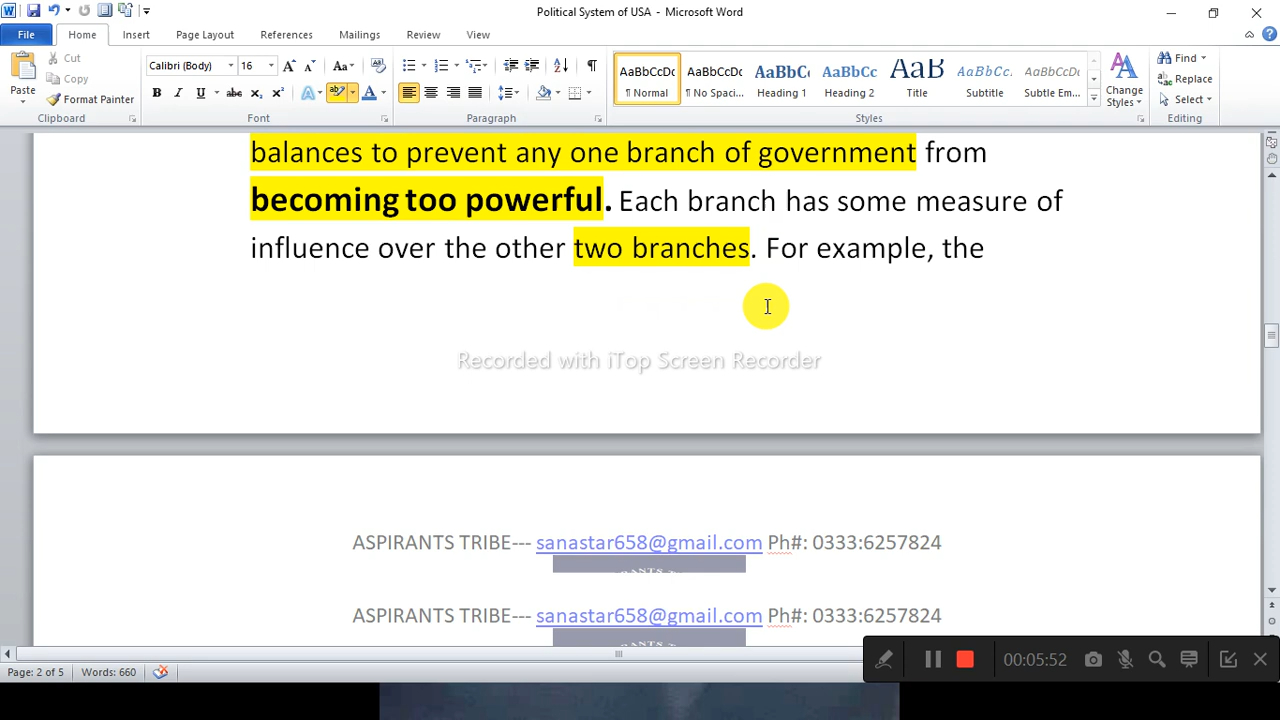 Political System of USA - Microsoft Word
File Home Insert Page Layout References Mailings Review View
Paste
Cut
Copy
Format Painter
Clipboard
Calibri (Body) 16
Font
Paragraph
AaBbCcDc AaBbCcDc AaBbC AaBbCc AaB AaBbCc. AaBbCcDc
¶ Normal ¶ No Spaci... Heading 1 Heading 2 Title Subtitle Subtle Em...
Styles
Change
Styles
Find
Replace
Select
Editing
balances to prevent any one branch of government from
becoming too powerful. Each branch has some measure of
influence over the other two branches. For example, the
Recorded with iTop Screen Recorder
ASPIRANTS TRIBE--- sanastar658@gmail.com Ph#: 0333:6257824
ASPIRANTS TRIBE--- sanastar658@gmail.com Ph#: 0333:6257824
00:05:52
Page: 2 of 5 Words: 660